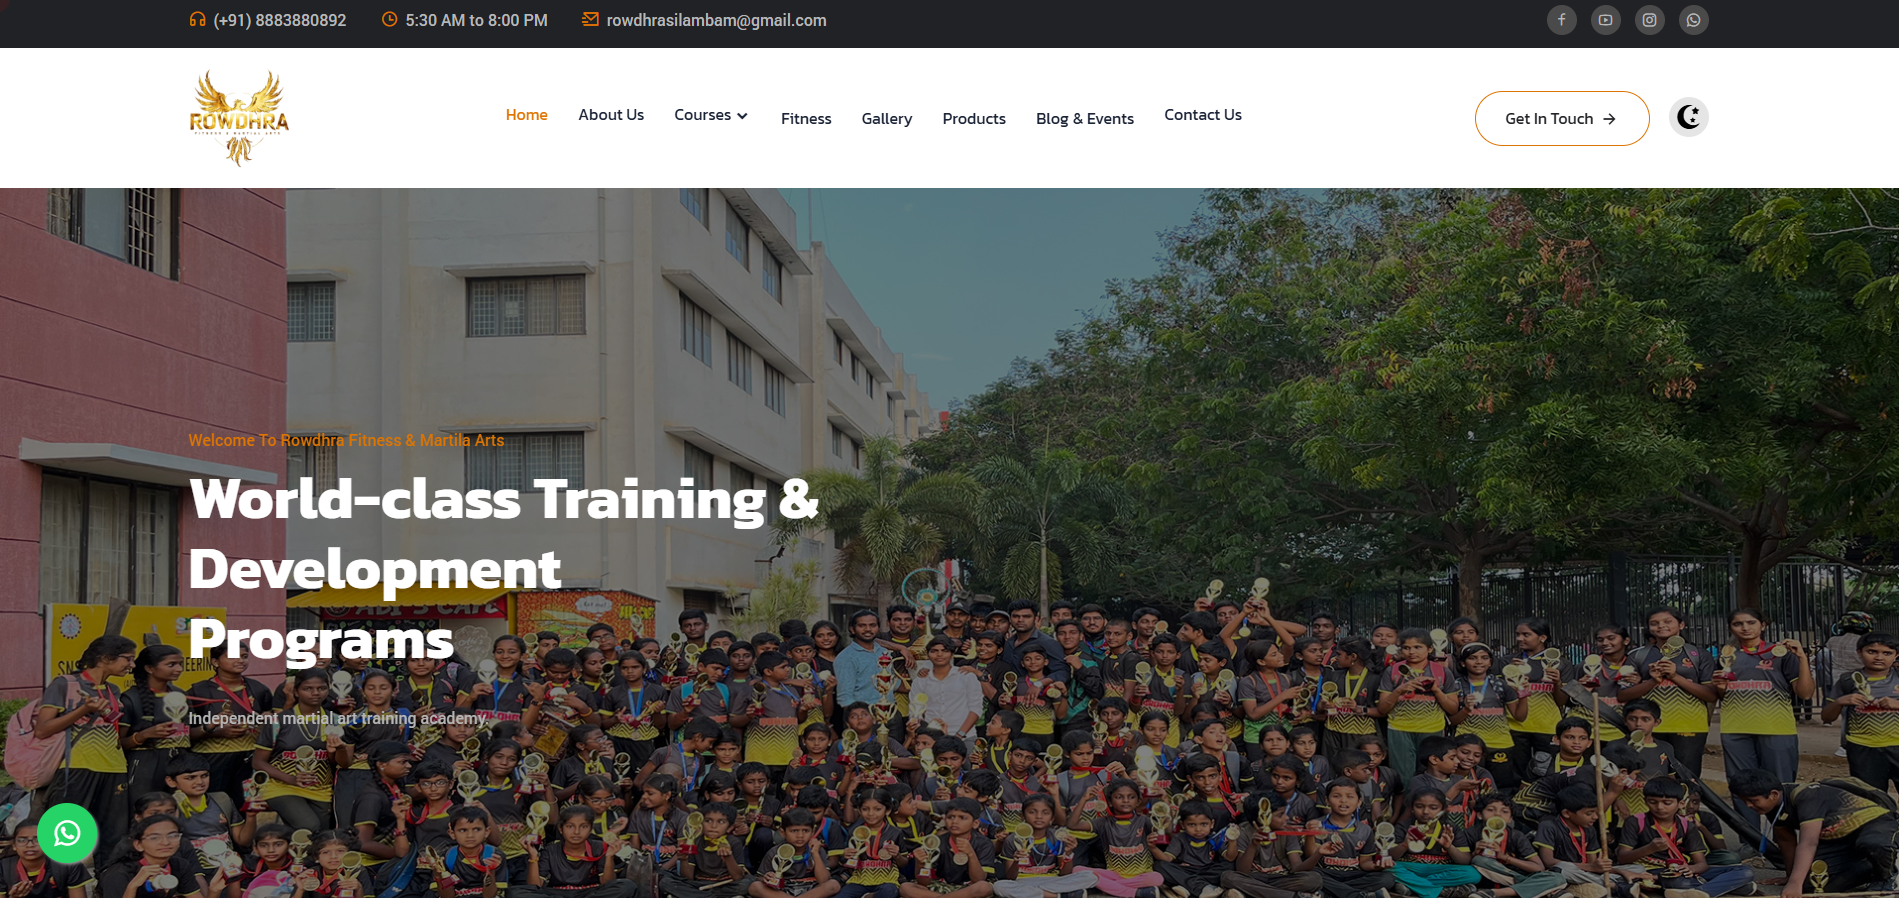 (+91) 8883880892
5:30 AM to 8:00 PM
rowdhrasilambam@gmail.com
ROWDHRA
FITNESS & MARTIAL ARTS
Home
About Us
Courses
Fitness
Gallery
Products
Blog & Events
Contact Us
Get In Touch
Welcome To Rowdhra Fitness & Martila Arts
World-class Training &
Development
Programs
Independent martial art training academy.